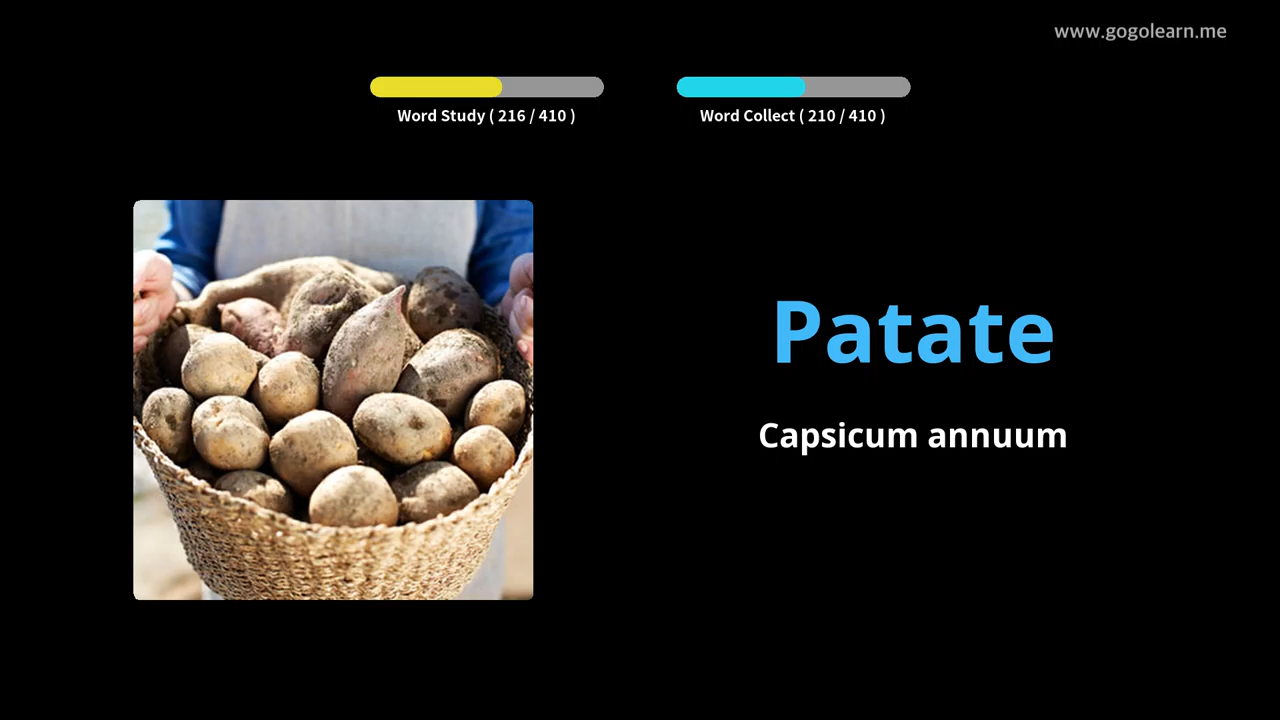 www.gogolearn.me
Word Study ( 216 / 410 )
Word Collect ( 210 / 410 )
Patate
Capsicum annuum